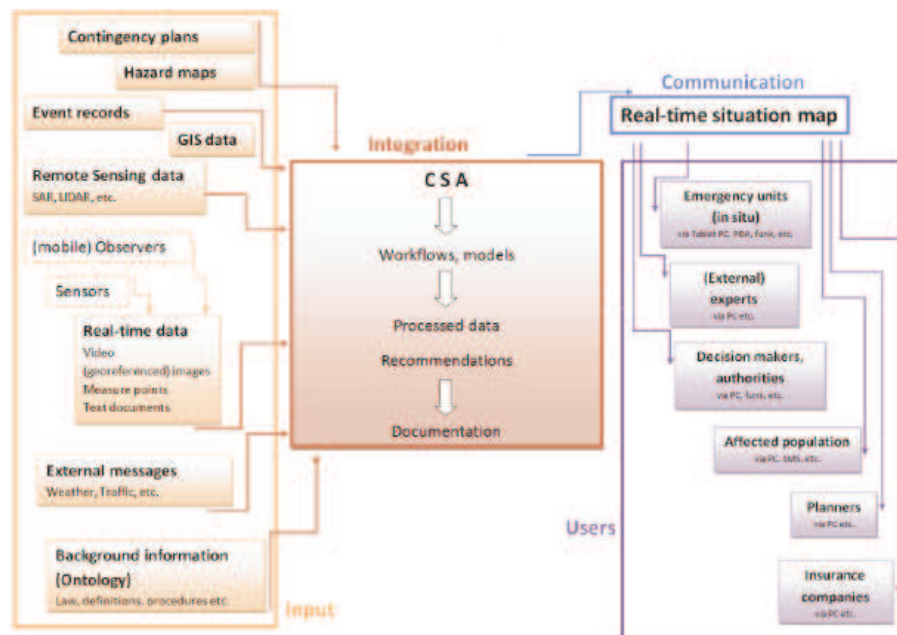 Contingency plans
Hazard maps
Event records
GIS data
Remote Sensing data
SAR, LIDAR, etc.
(mobile) Observers
Sensors
Real-time data
Video
(georeferenced) images
Measure points
Text documents
External messages
Weather, Traffic, etc.
Background information
(Ontology)
Law, definitions, procedures etc.
Input
Integration
CSA
Workflows, models
Processed data
Recommendations
Documentation
Communication
Real-time situation map
Emergency units
(in situ)
via Tablet PC, PDA, funk, etc.
(External)
experts
via PC etc.
Decision makers,
authorities
via PC, funk, etc.
Affected population
via PC, SMS, etc.
Planners
via PC etc.
Insurance
companies
via PC etc.
Users